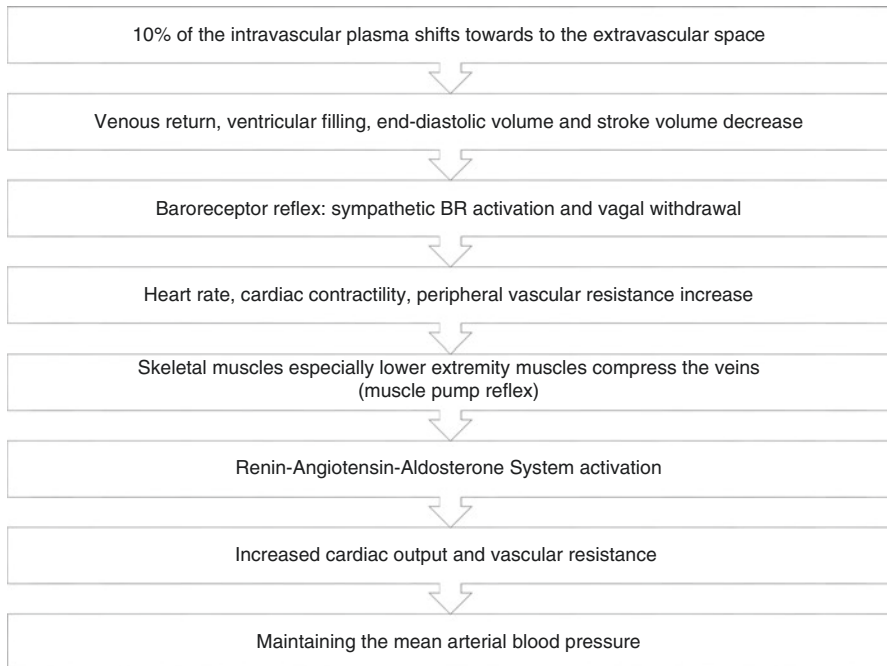 10% of the intravascular plasma shifts towards to the extravascular space
Venous return, ventricular filling, end-diastolic volume and stroke volume decrease
Baroreceptor reflex: sympathetic BR activation and vagal withdrawal
Heart rate, cardiac contractility, peripheral vascular resistance increase
Skeletal muscles especially lower extremity muscles compress the veins
(muscle pump reflex)
Renin-Angiotensin-Aldosterone System activation
Increased cardiac output and vascular resistance
Maintaining the mean arterial blood pressure